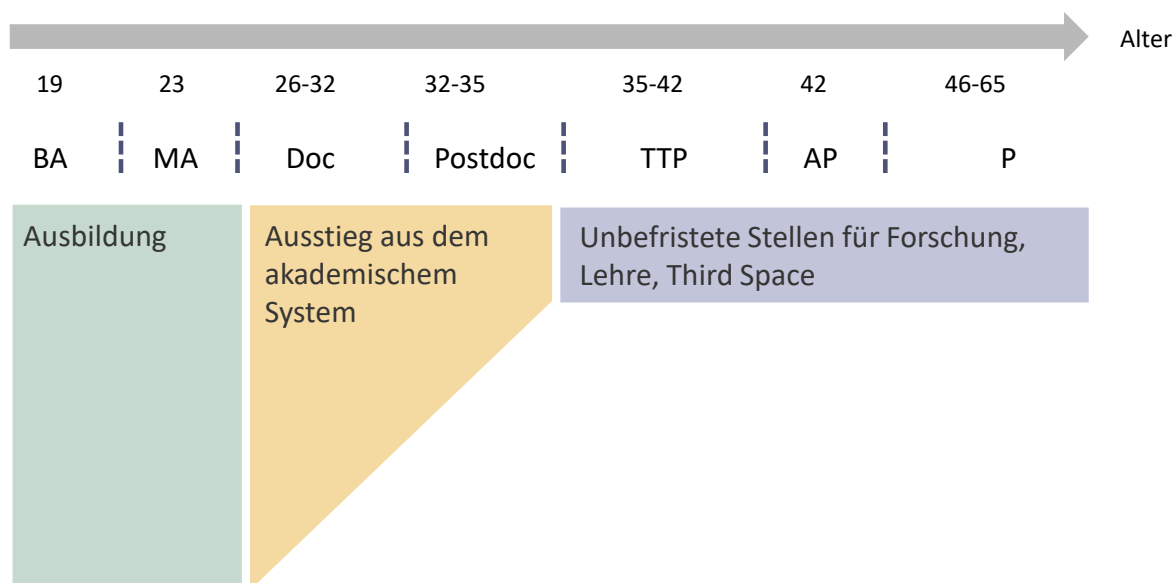 Alter
19 23 26-32 32-35 35-42 42 46-65
BA MA Doc Postdoc TTP AP P
Ausbildung
Ausstieg aus dem
akademischem
System
Unbefristete Stellen für Forschung,
Lehre, Third Space